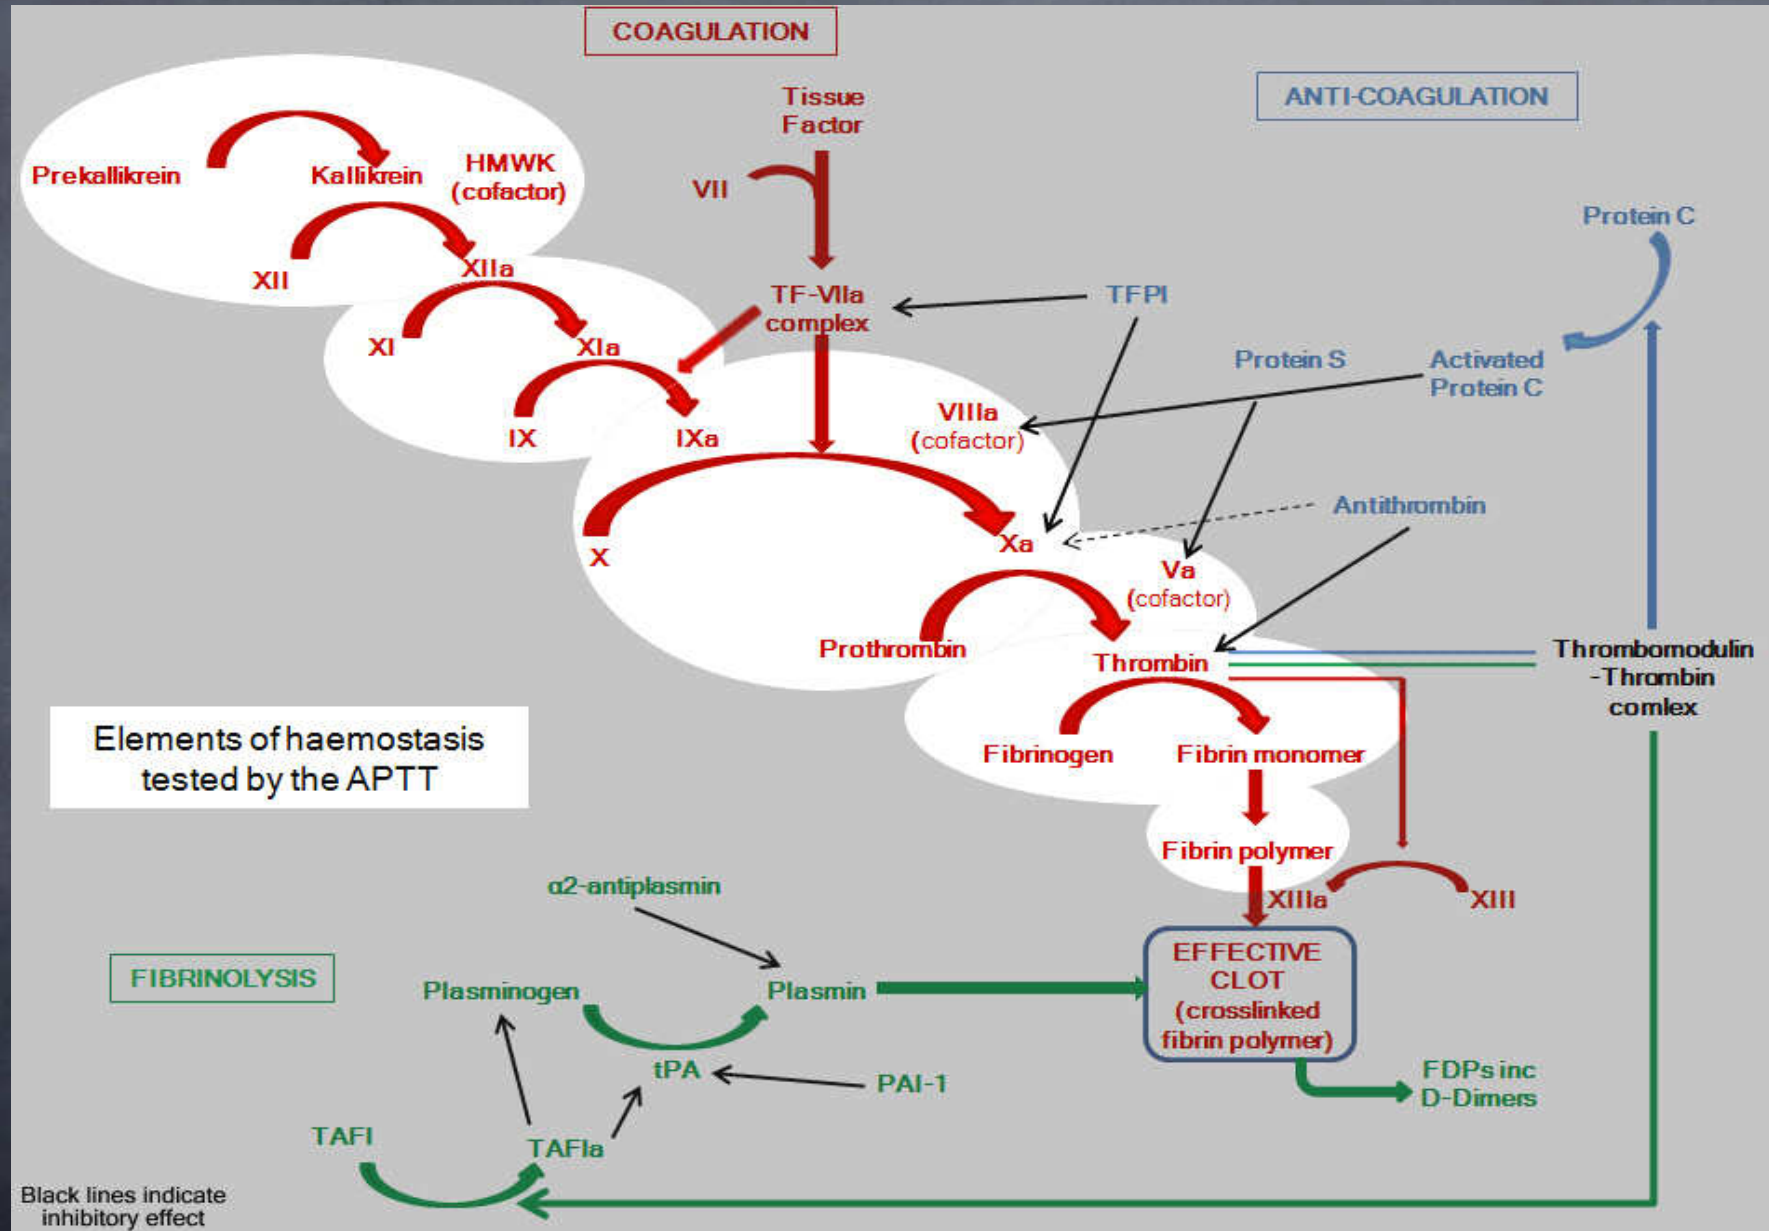 COAGULATION
ANTI-COAGULATION
Tissue
Factor
Prekallikrein
Kallikrein
HMWK
(cofactor)
VII
Protein C
XII
XIIa
TF-VIIa
complex
TFPI
XI
XIa
Protein S
Activated
Protein C
IX
IXa
VIIIa
(cofactor)
Antithrombin
X
Xa
Va
(cofactor)
Prothrombin
Thrombin
Thrombomodulin
-Thrombin
comlex
Elements of haemostasis
tested by the APTT
Fibrinogen
Fibrin monomer
Fibrin polymer
α2-antiplasmin
XIIIa
XIII
FIBRINOLYSIS
Plasminogen
Plasmin
EFFECTIVE
CLOT
(crosslinked
fibrin polymer)
tPA
PAI-1
FDPs inc
D-Dimers
TAFI
TAFIa
Black lines indicate
inhibitory effect